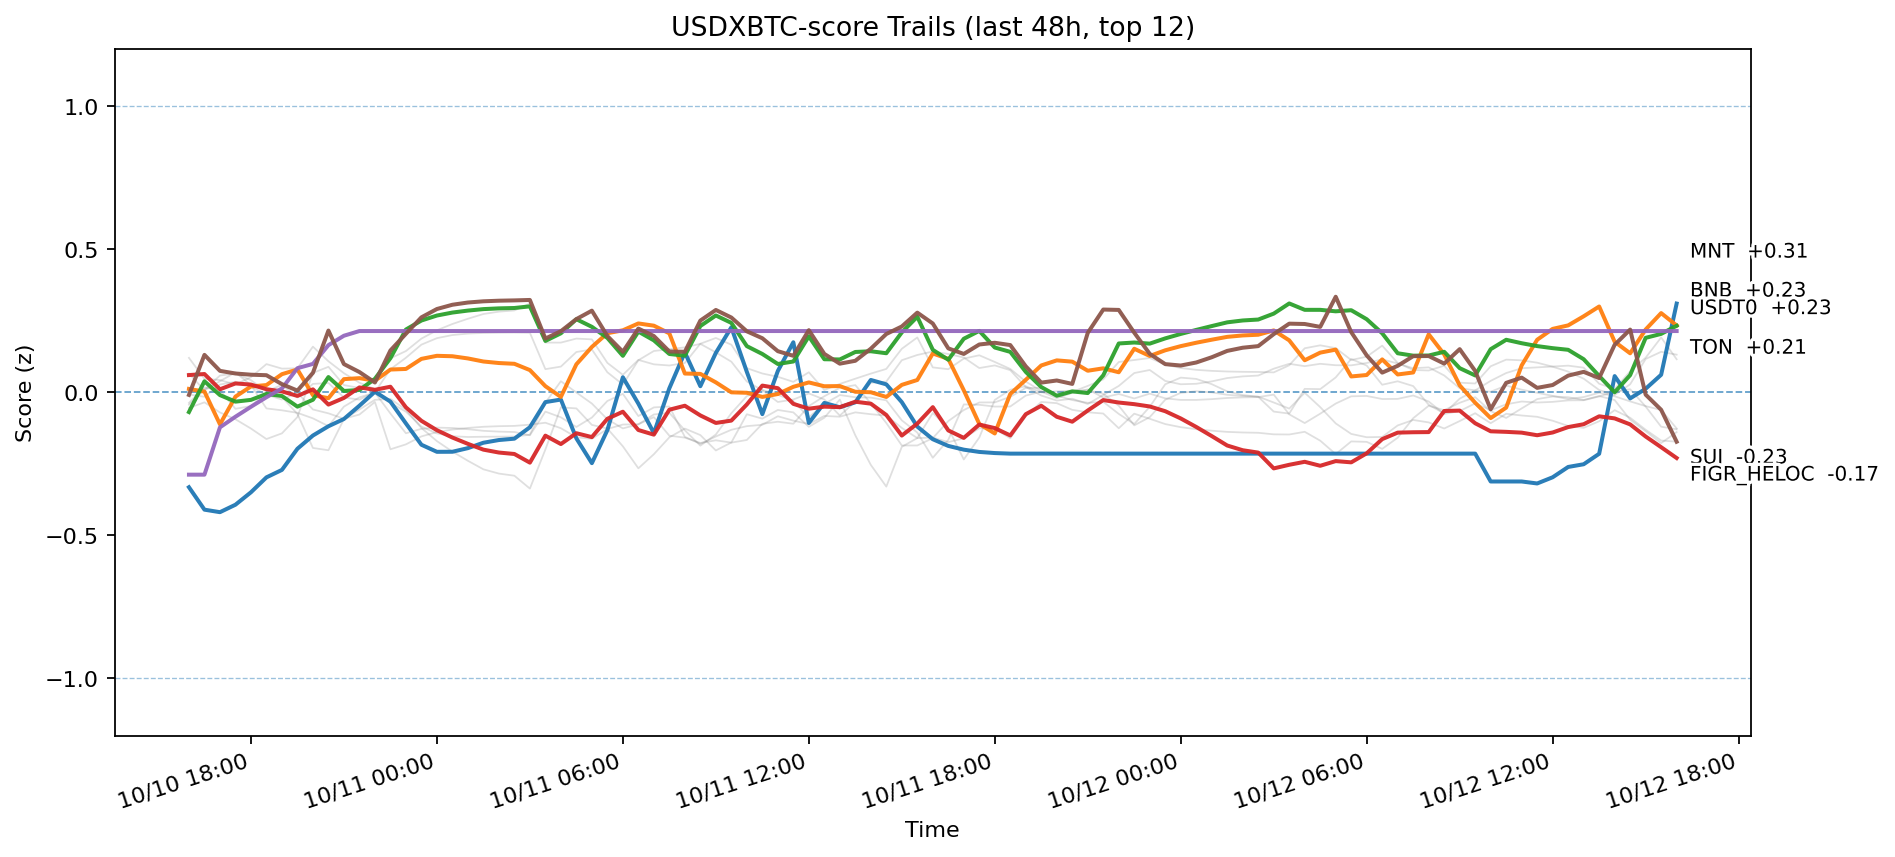 USDXBTC-score Trails (last 48h, top 12)
1.0
0.5
0.0
−0.5
−1.0
Score (z)
MNT +0.31
BNB +0.23
USDT0 +0.23
TON +0.21
SUI -0.23
FIGR_HELOC -0.17
10/10 18:00
10/11 00:00
10/11 06:00
10/11 12:00
10/11 18:00
10/12 00:00
10/12 06:00
10/12 12:00
10/12 18:00
Time